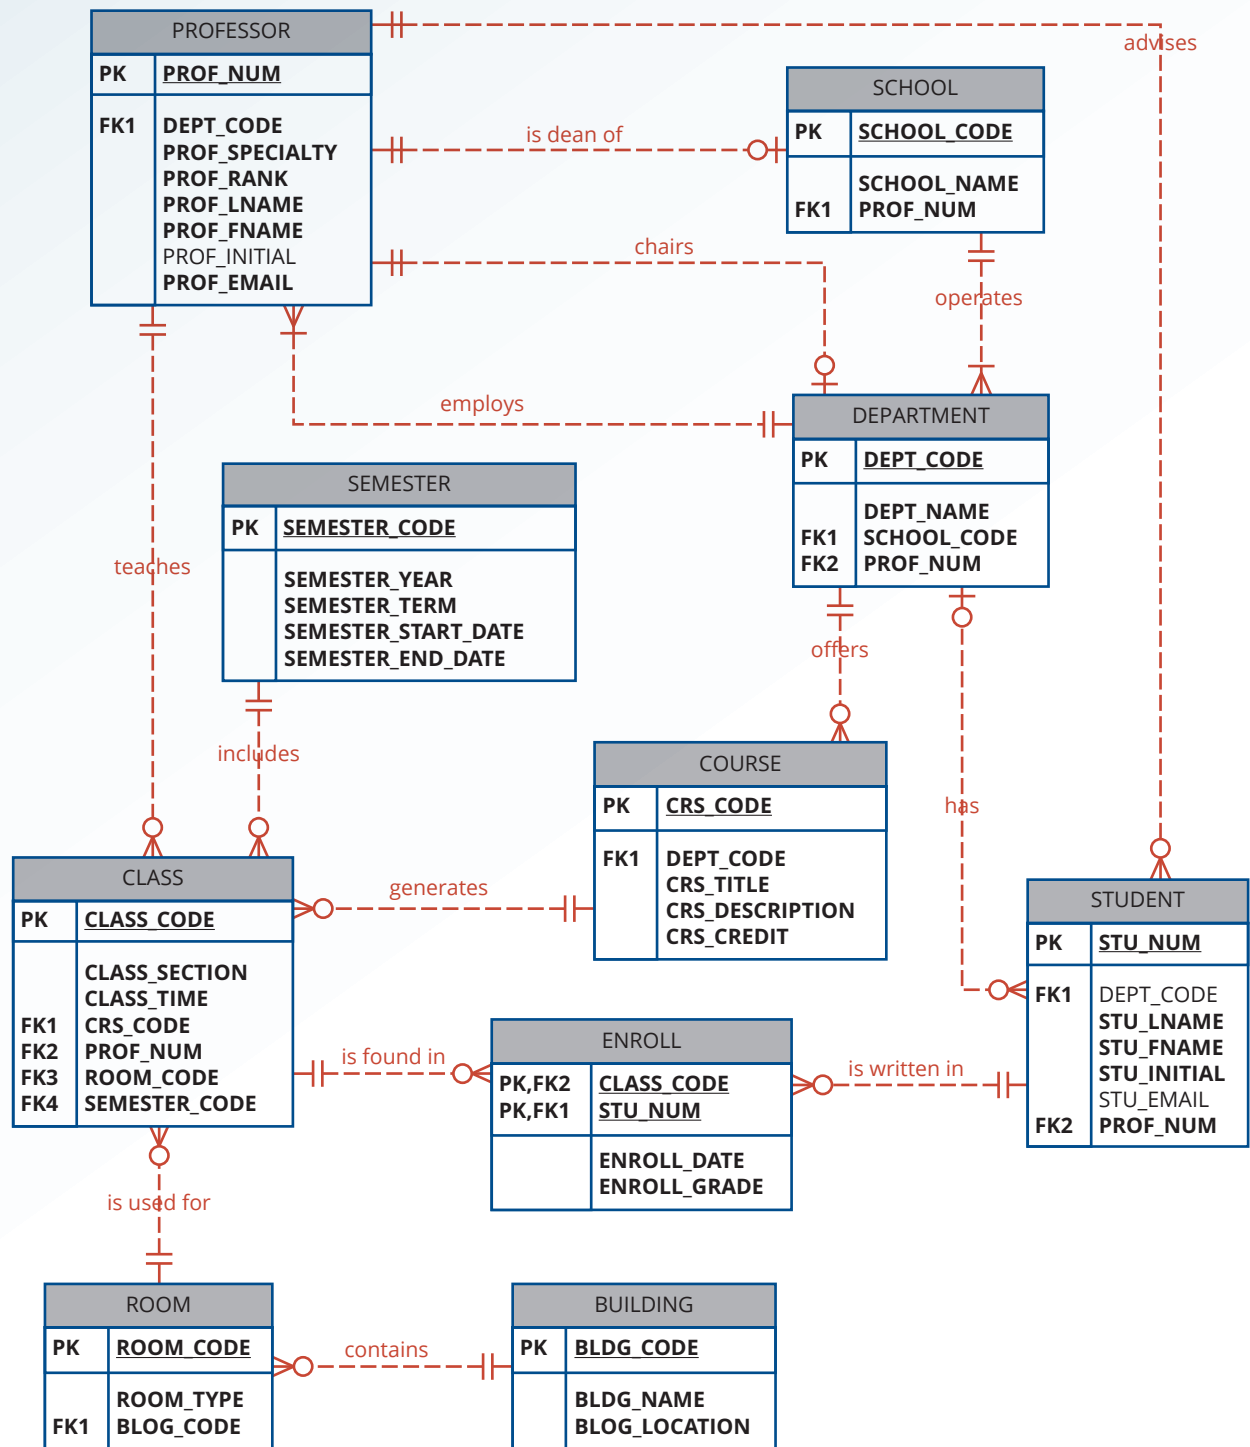 PROFESSOR
PK PROF_NUM
FK1 DEPT_CODE
PROF_SPECIALTY
PROF_RANK
PROF_LNAME
PROF_FNAME
PROF_INITIAL
PROF_EMAIL
advises
SCHOOL
PK SCHOOL_CODE
SCHOOL_NAME
FK1 PROF_NUM
is dean of
chairs
operates
employs
DEPARTMENT
PK DEPT_CODE
DEPT_NAME
FK1 SCHOOL_CODE
FK2 PROF_NUM
SEMESTER
PK SEMESTER_CODE
SEMESTER_YEAR
SEMESTER_TERM
SEMESTER_START_DATE
SEMESTER_END_DATE
teaches
offers
includes
COURSE
PK CRS_CODE
FK1 DEPT_CODE
CRS_TITLE
CRS_DESCRIPTION
CRS_CREDIT
has
CLASS
PK CLASS_CODE
CLASS_SECTION
CLASS_TIME
FK1 CRS_CODE
FK2 PROF_NUM
FK3 ROOM_CODE
FK4 SEMESTER_CODE
generates
STUDENT
PK STU_NUM
FK1 DEPT_CODE
STU_LNAME
STU_FNAME
STU_INITIAL
STU_EMAIL
FK2 PROF_NUM
is found in
ENROLL
PK,FK2 CLASS_CODE
PK,FK1 STU_NUM
ENROLL_DATE
ENROLL_GRADE
is written in
is used for
ROOM
PK ROOM_CODE
ROOM_TYPE
FK1 BLOG_CODE
contains
BUILDING
PK BLDG_CODE
BLDG_NAME
BLOG_LOCATION